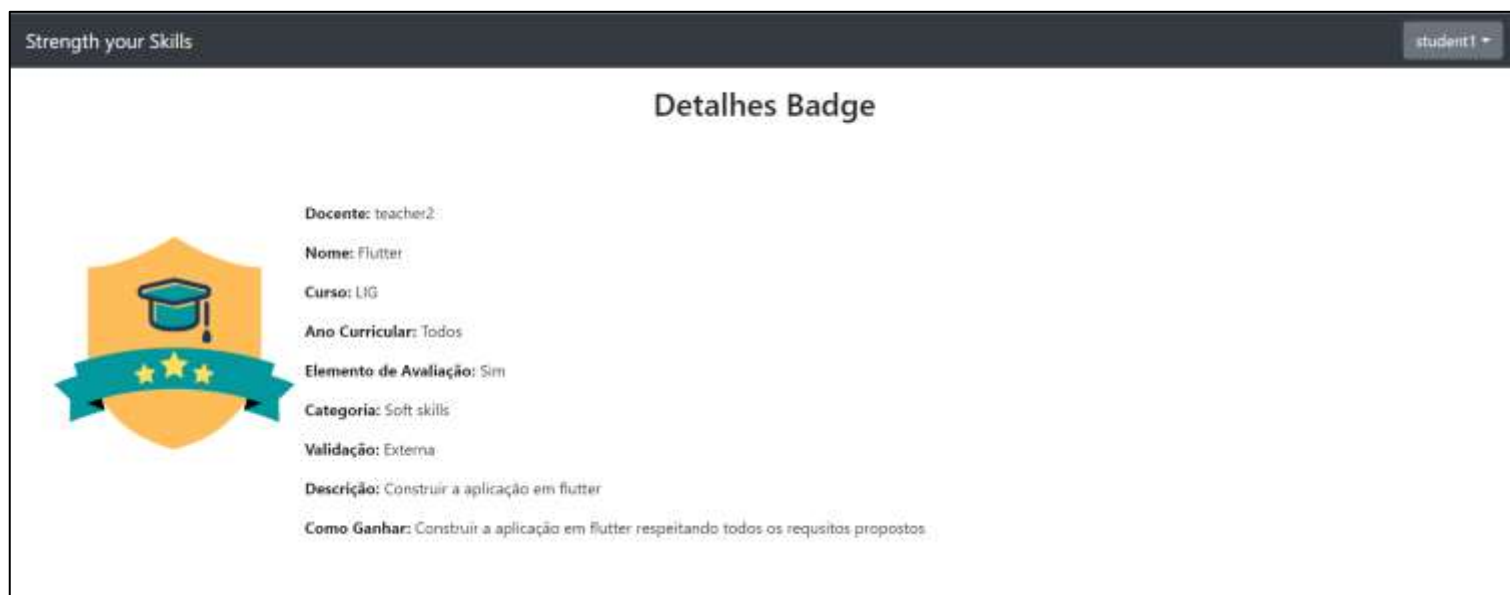 Strength your Skills
student1
Detalhes Badge
Docente: teacher2
Nome: Flutter
Curso: LIG
Ano Curricular: Todos
Elemento de Avaliação: Sim
Categoria: Soft skills
Validação: Externa
Descrição: Construir a aplicação em flutter
Como Ganhar: Construir a aplicação em flutter respeitando todos os requsitos propostos